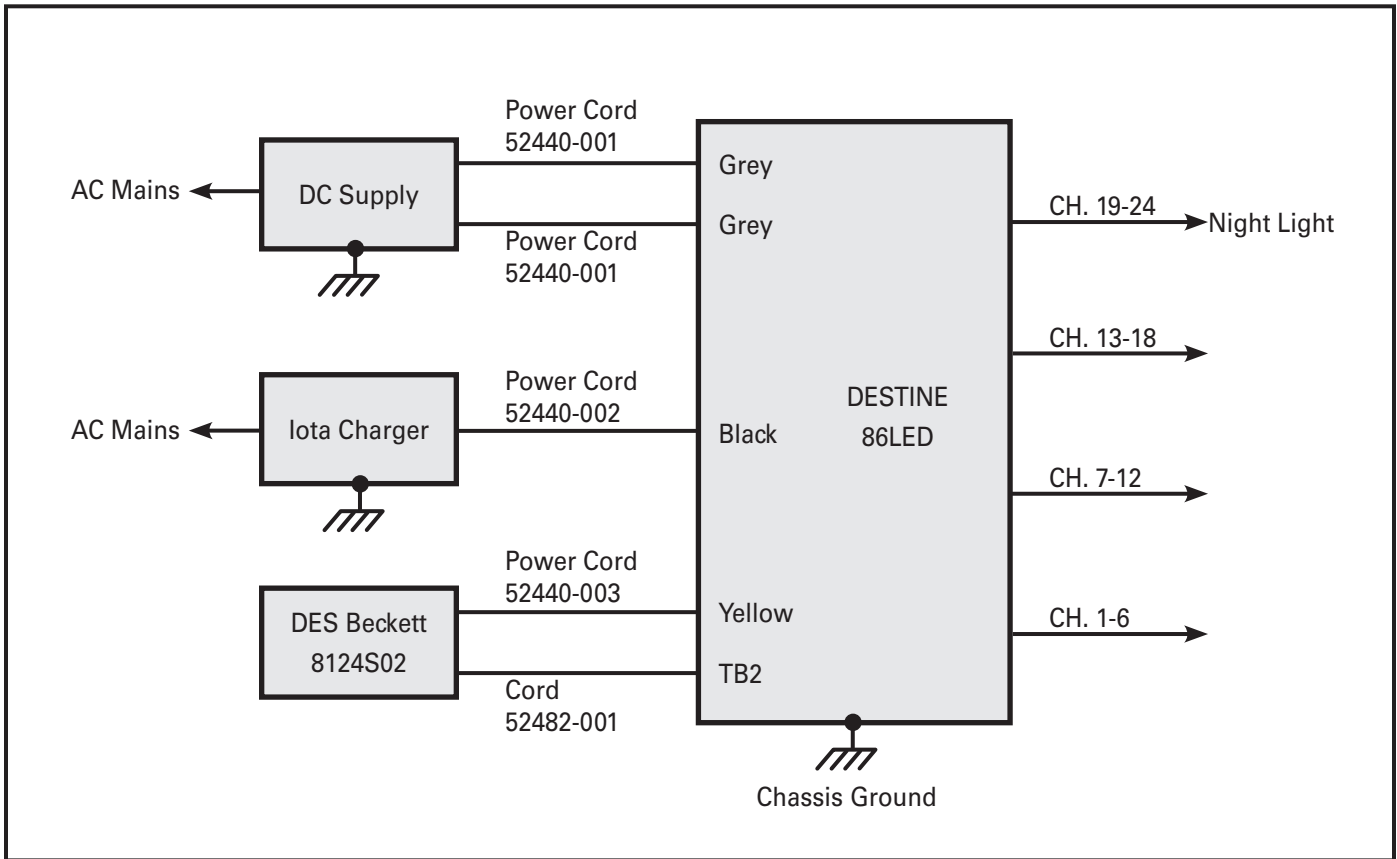 Power Cord
52440-001
AC Mains
DC Supply
Grey
Grey
Power Cord
52440-001
CH. 19-24
Night Light
CH. 13-18
Power Cord
52440-002
AC Mains
Iota Charger
Black
DESTINE
86LED
CH. 7-12
Power Cord
52440-003
DES Beckett
8124S02
Yellow
TB2
Cord
52482-001
CH. 1-6
Chassis Ground